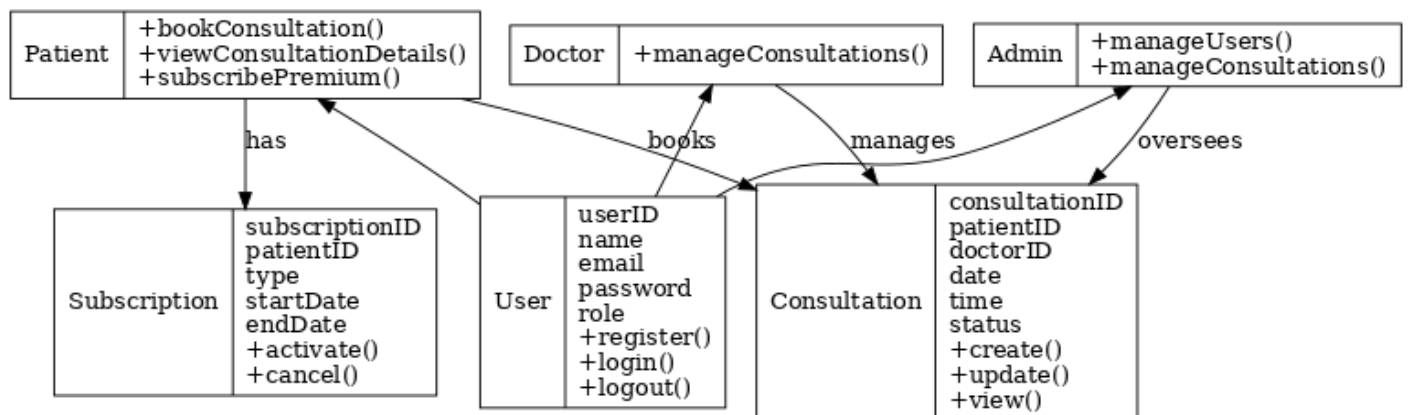 Patient
+bookConsultation()
+viewConsultationDetails()
+subscribePremium()
Doctor
+manageConsultations()
Admin
+manageUsers()
+manageConsultations()
has
books
manages
oversees
Subscription
subscriptionID
patientID
type
startDate
endDate
+activate()
+cancel()
User
userID
name
email
password
role
+register()
+login()
+logout()
Consultation
consultationID
patientID
doctorID
date
time
status
+create()
+update()
+view()